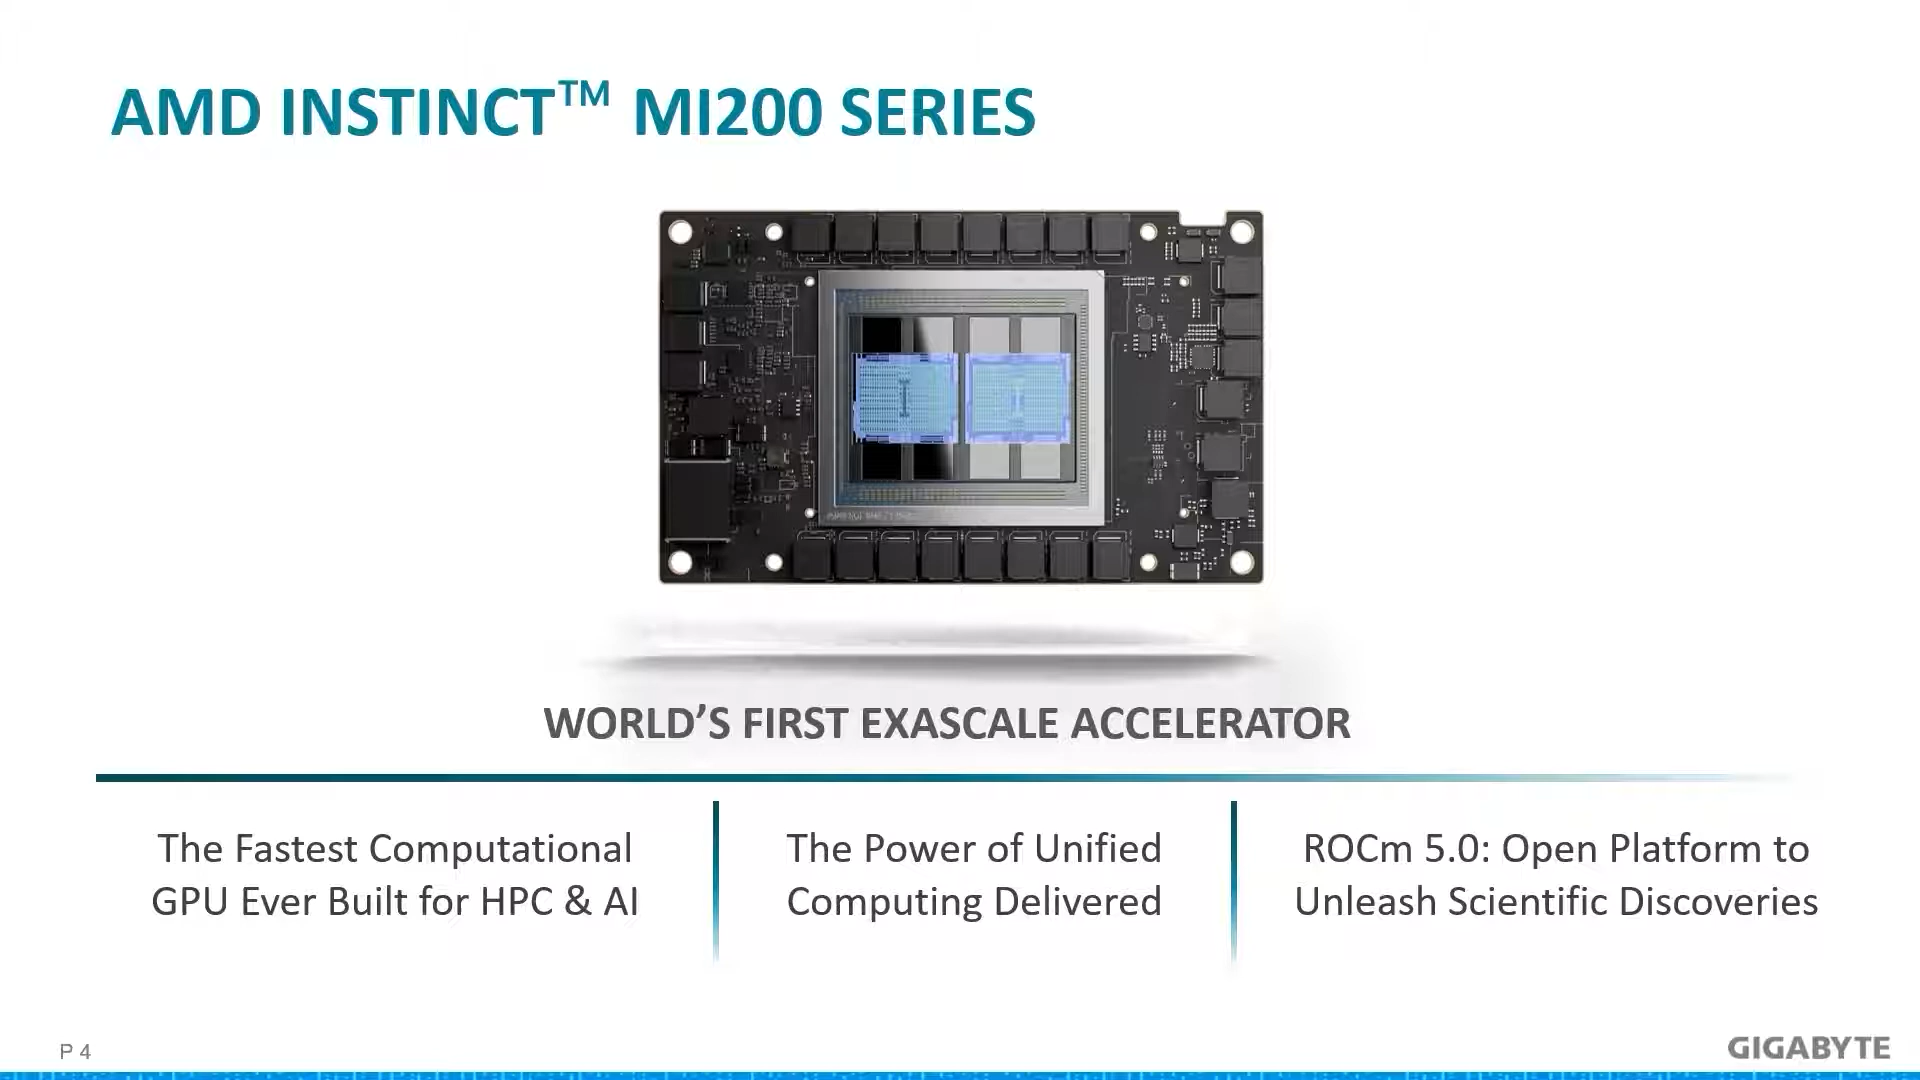 AMD INSTINCT™ MI200 SERIES
WORLD’S FIRST EXASCALE ACCELERATOR
The Fastest Computational
GPU Ever Built for HPC & AI
The Power of Unified
Computing Delivered
ROCm 5.0: Open Platform to
Unleash Scientific Discoveries
P 4
GIGABYTE